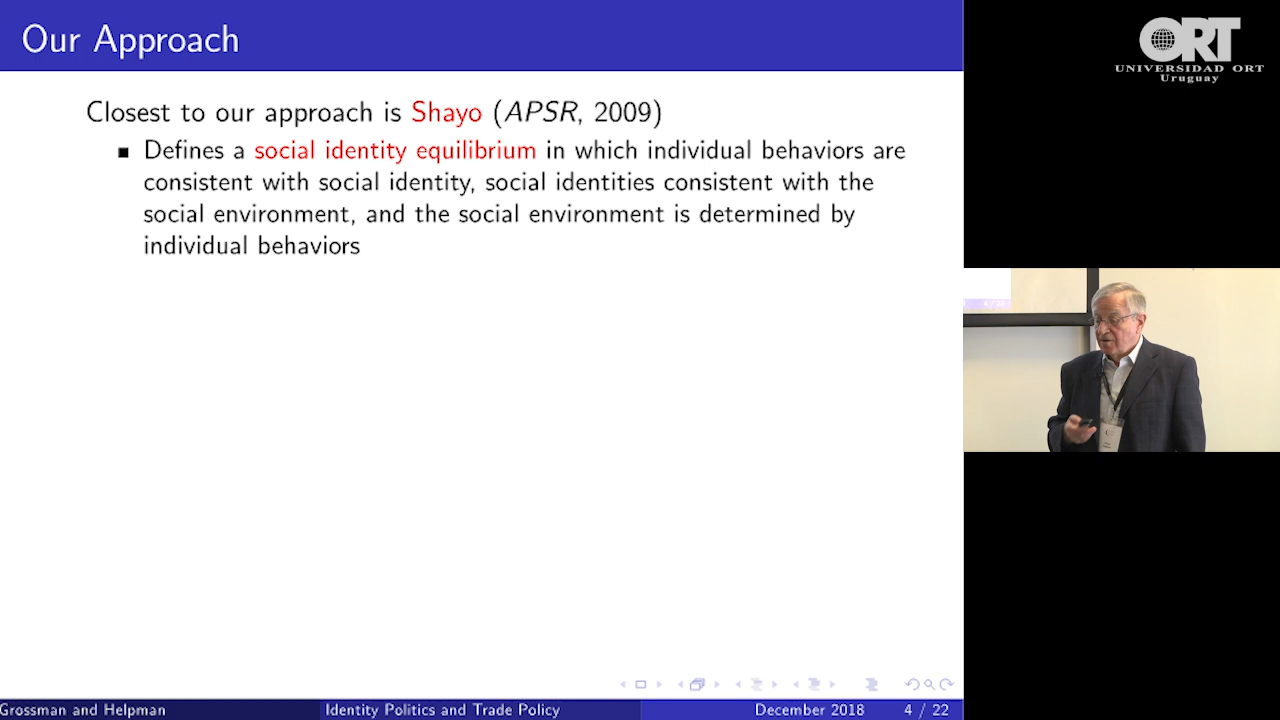 Our Approach
Closest to our approach is Shayo (APSR, 2009)
Defines a social identity equilibrium in which individual behaviors are
consistent with social identity, social identities consistent with the
social environment, and the social environment is determined by
individual behaviors
Grossman and Helpman
Identity Politics and Trade Policy
December 2018
4 / 22
ORT
UNIVERSIDAD ORT
Uruguay